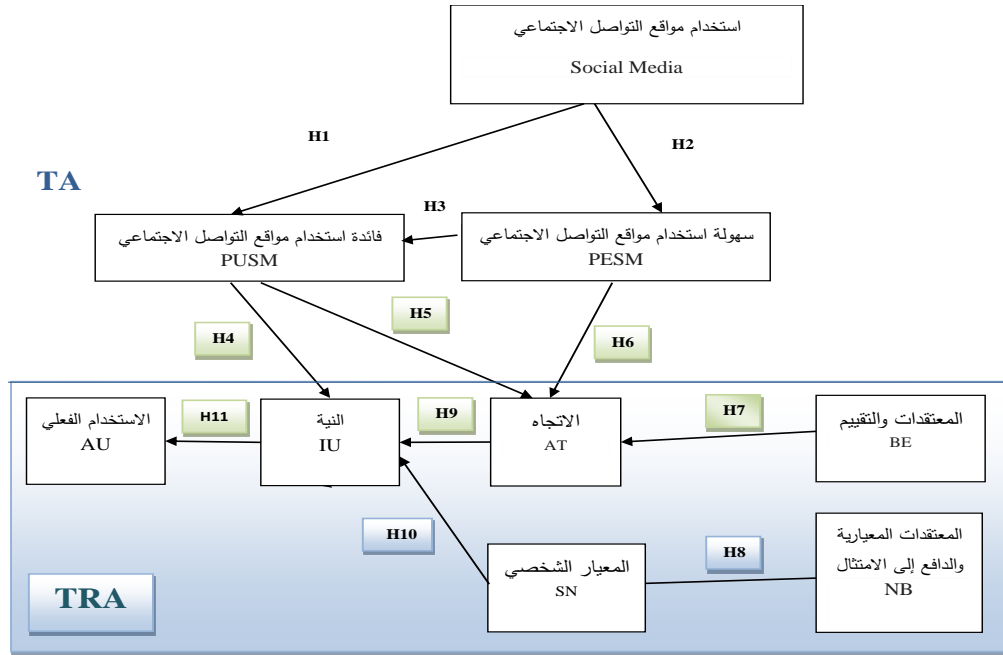 استخدام مواقع التواصل الاجتماعي
Social Media
H1
H2
TA
H3
فائدة استخدام مواقع التواصل الاجتماعي
PUSM
سهولة استخدام مواقع التواصل الاجتماعي
PESM
H4
H5
H6
الاستخدام الفعلي
AU
H11
النية
IU
H9
الاتجاه
AT
H7
المعتقدات والتقييم
BE
H10
المعيار الشخصي
SN
H8
المعتقدات المعيارية
والدافع إلى الامتثال
NB
TRA